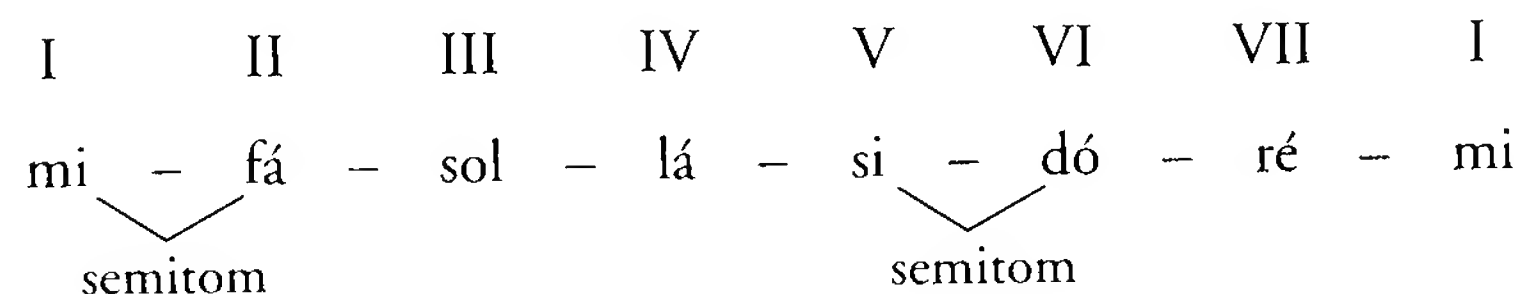 I II III IV V VI VII I
mi – fá – sol – lá – si – dó – ré – mi
semitom semitom